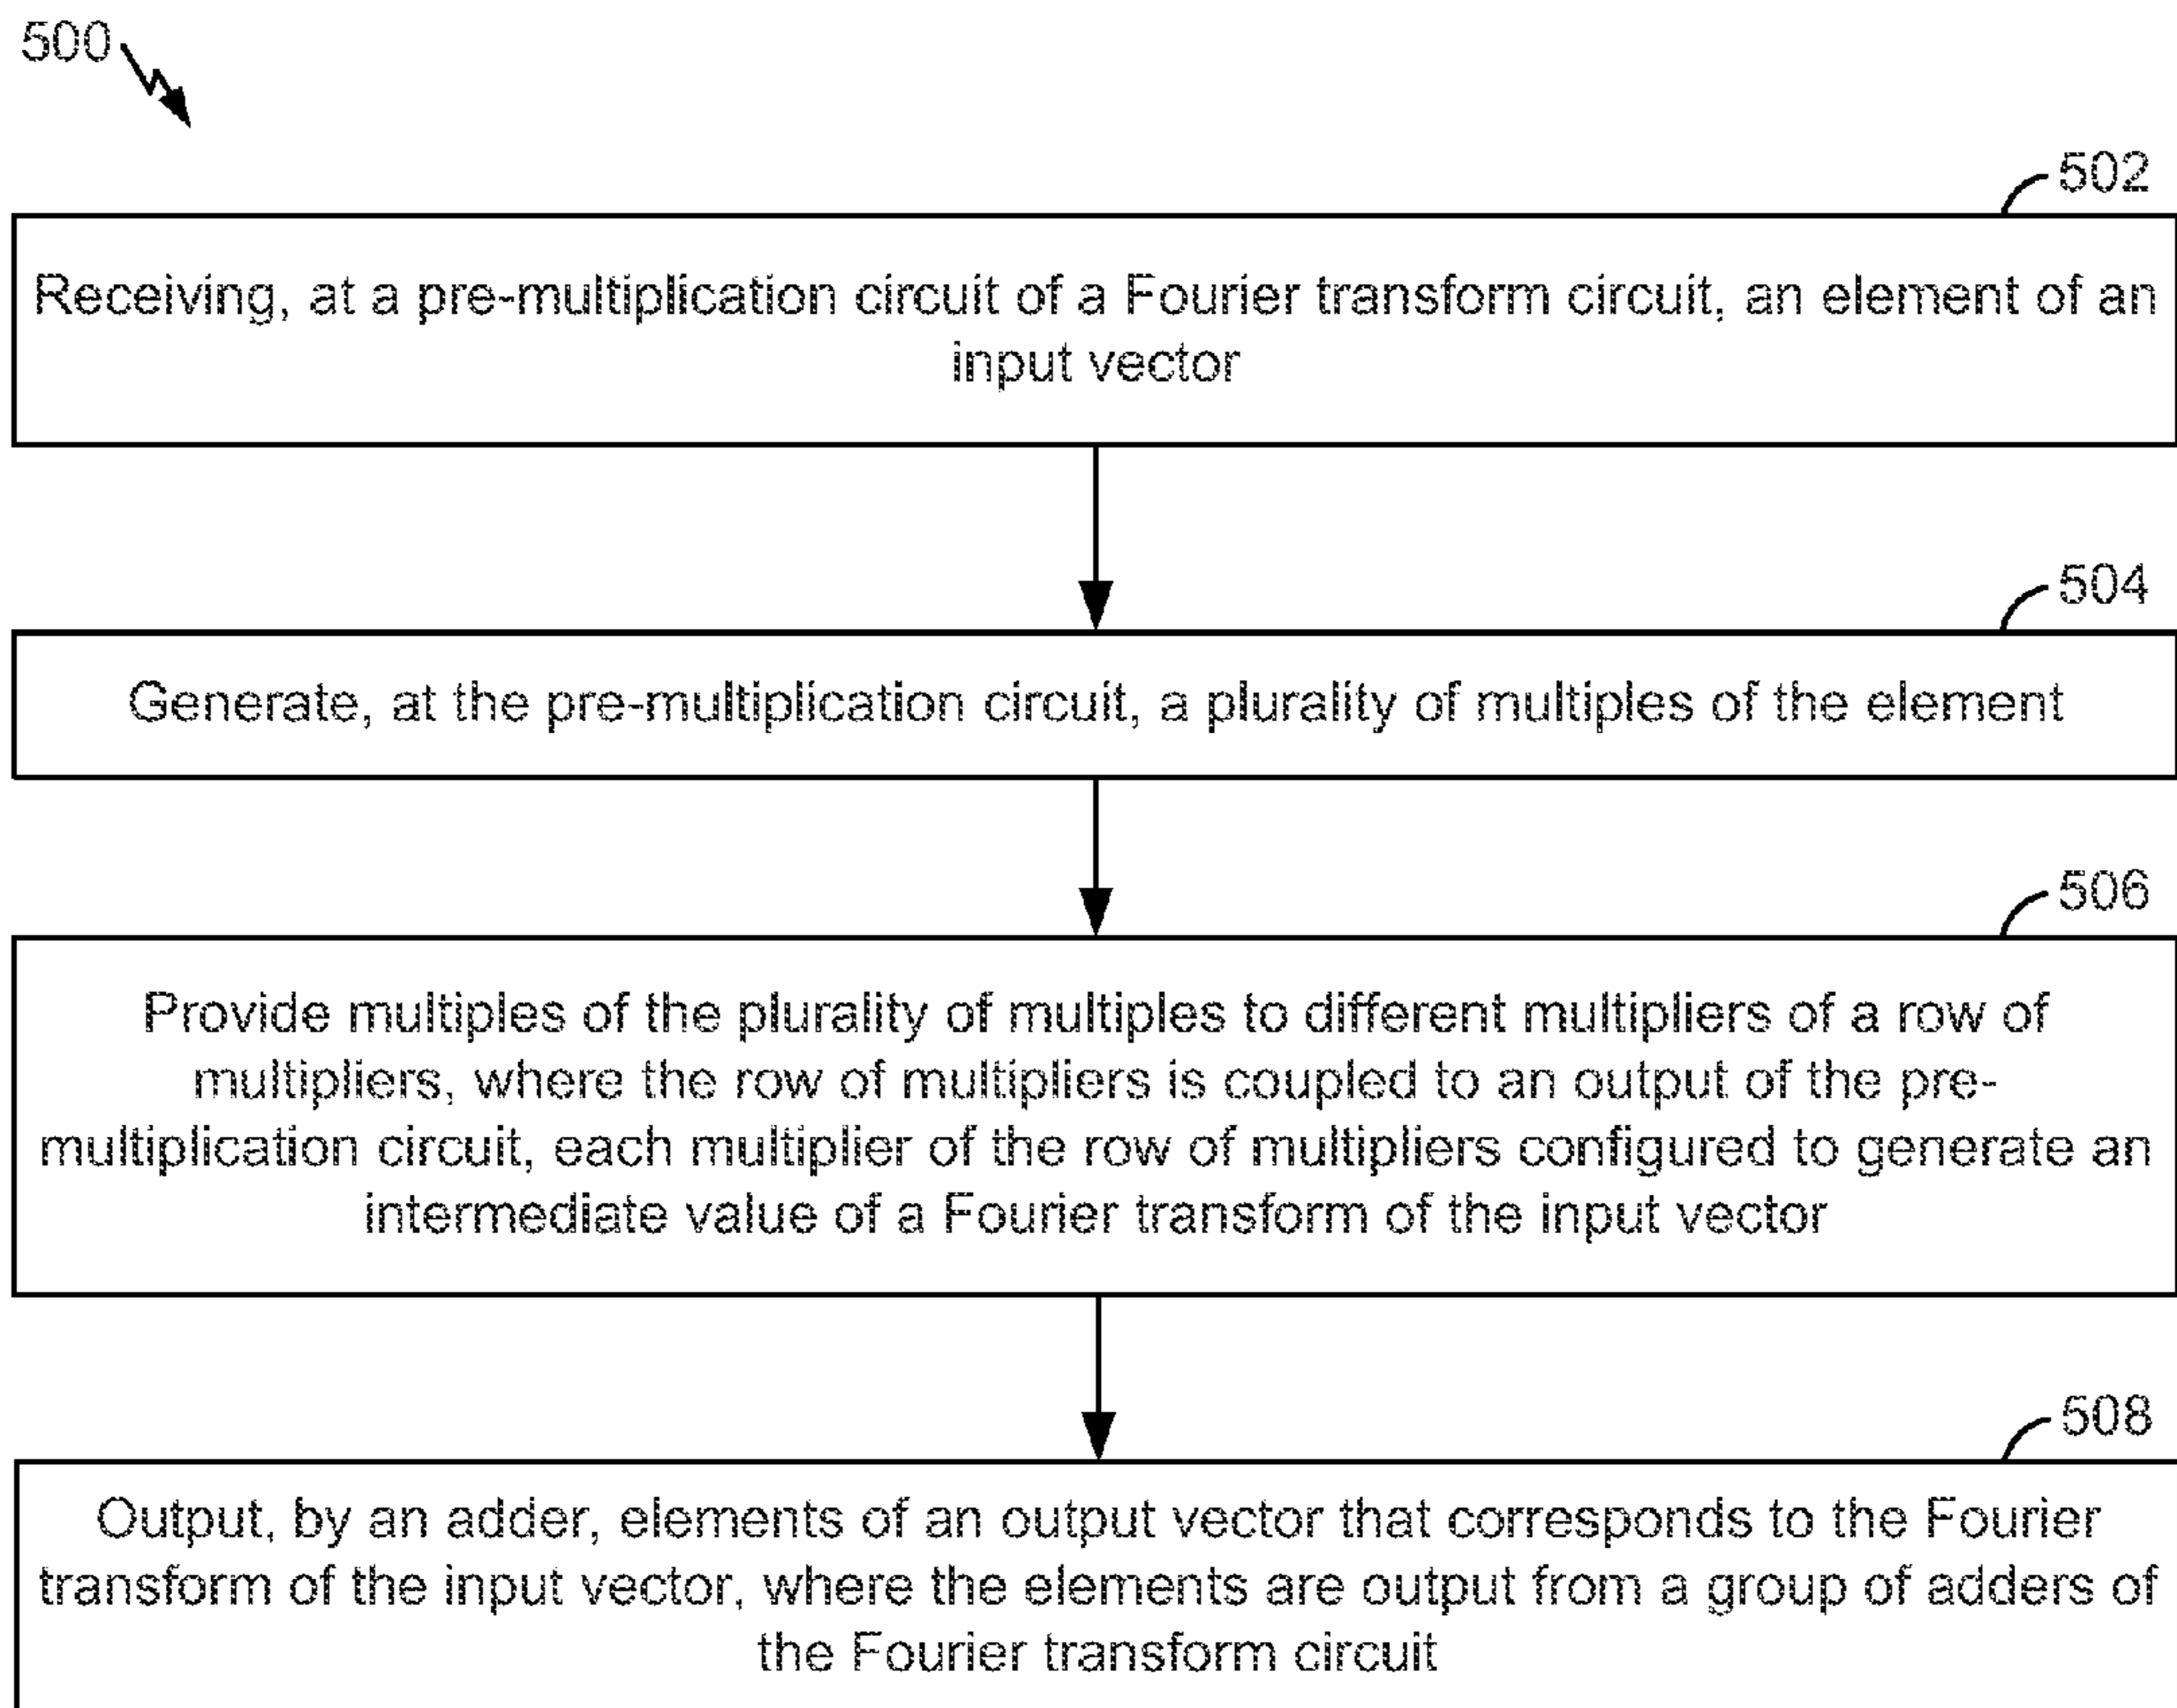 500
502
Receiving, at a pre-multiplication circuit of a Fourier transform circuit, an element of an
input vector
504
Generate, at the pre-multiplication circuit, a plurality of multiples of the element
506
Provide multiples of the plurality of multiples to different multipliers of a row of
multipliers, where the row of multipliers is coupled to an output of the pre-
multiplication circuit, each multiplier of the row of multipliers configured to generate an
intermediate value of a Fourier transform of the input vector
508
Output, by an adder, elements of an output vector that corresponds to the Fourier
transform of the input vector, where the elements are output from a group of adders of
the Fourier transform circuit